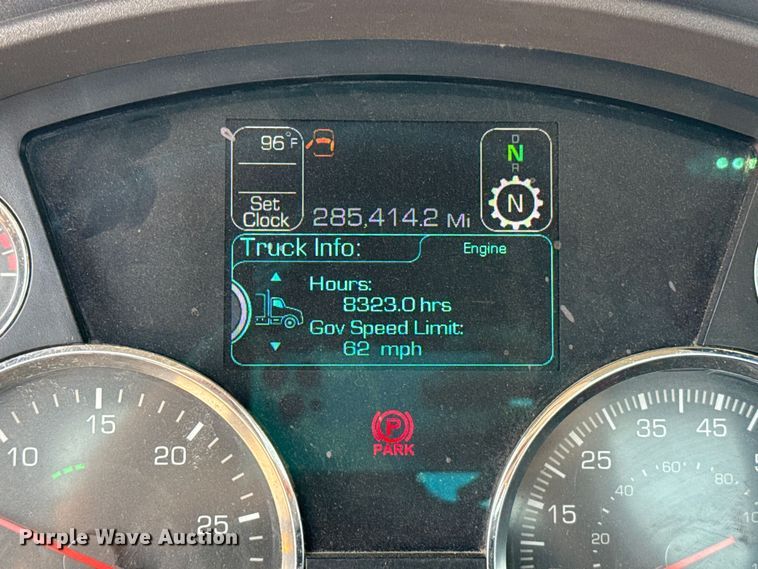 96°F
Set
Clock
285,414.2 Mi
D
N
R
N
Truck Info:
Engine
Hours:
8323.0 hrs
Gov Speed Limit:
62 mph
P
PARK
10
15
20
25
15
25
35
45
20
40
60
80
Purple Wave Auction